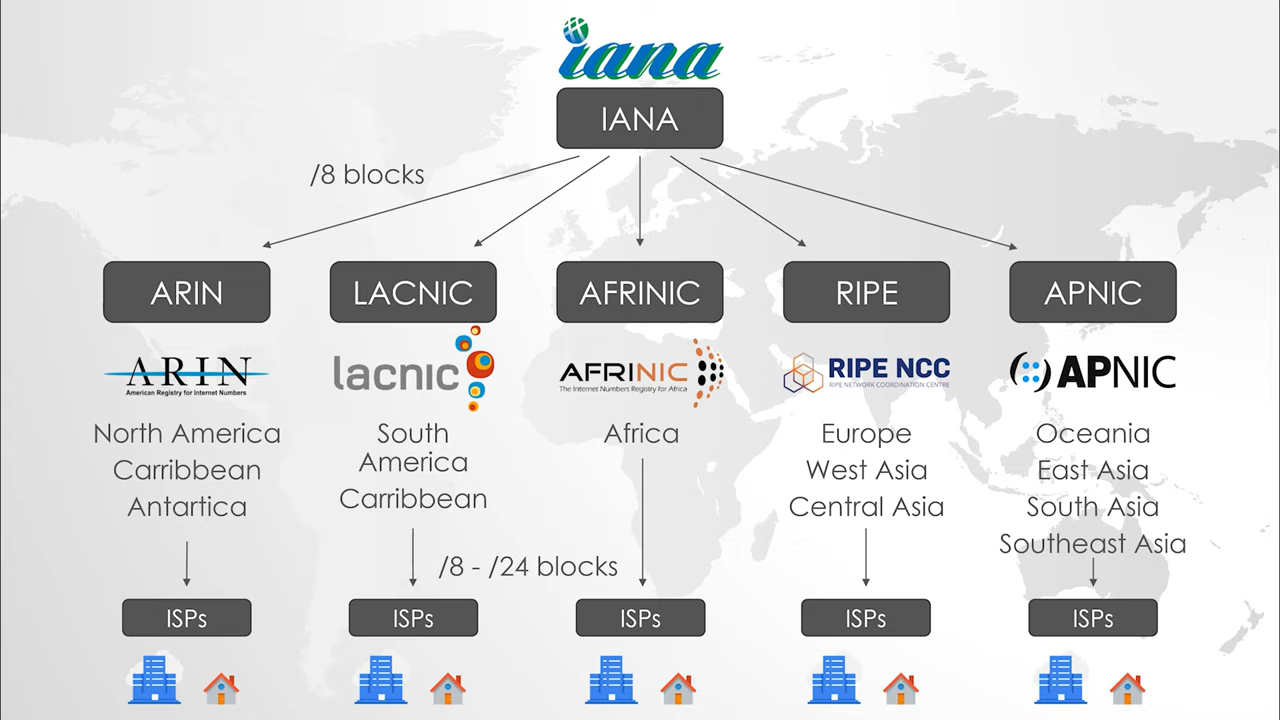 iana
IANA
/8 blocks
ARIN
LACNIC
AFRINIC
RIPE
APNIC
ARIN
American Registry for Internet Numbers
lacnic
AFRINIC
The Internet Numbers Registry for Africa
RIPE NCC
RIPE NETWORK COORDINATION CENTRE
APNIC
North America
Carribbean
Antartica
South
America
Carribbean
Africa
Europe
West Asia
Central Asia
Oceania
East Asia
South Asia
Southeast Asia
/8 - /24 blocks
ISPs
ISPs
ISPs
ISPs
ISPs